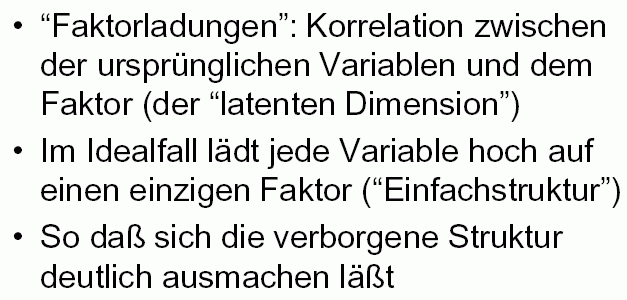 • “Faktorladungen”: Korrelation zwischen
der ursprünglichen Variablen und dem
Faktor (der “latenten Dimension”)
• Im Idealfall lädt jede Variable hoch auf
einen einzigen Faktor (“Einfachstruktur”)
• So daß sich die verborgene Struktur
deutlich ausmachen läßt